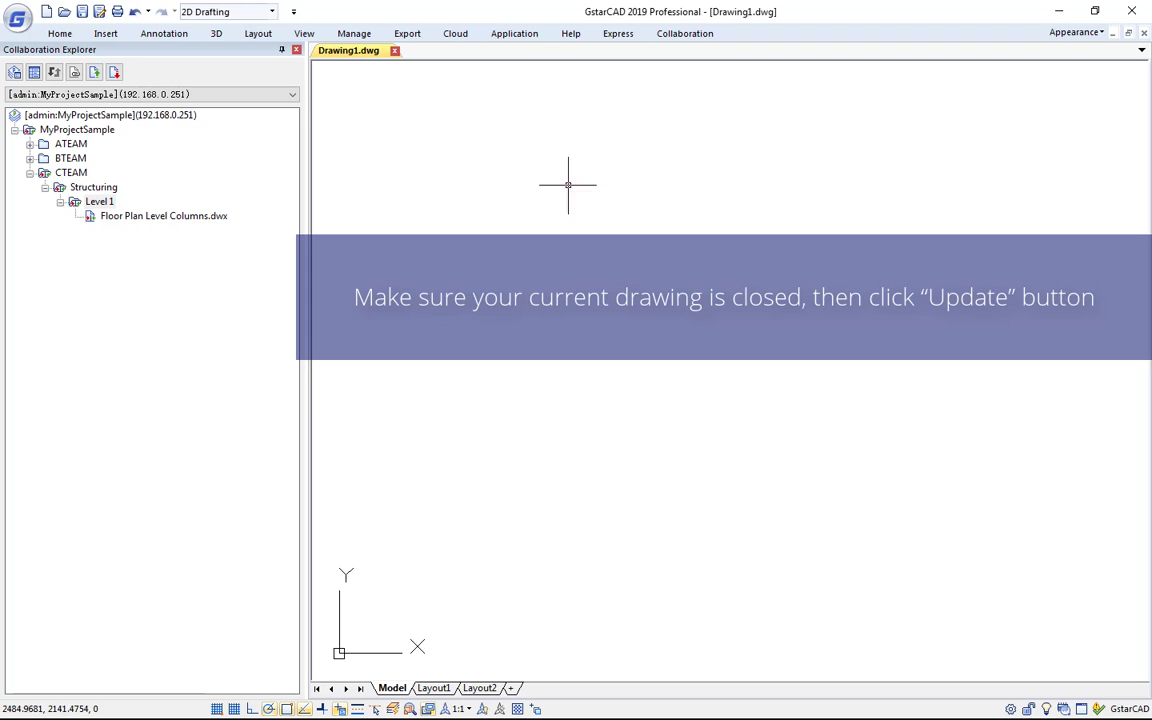 2D Drafting
GstarCAD 2019 Professional - [Drawing1.dwg]
Home Insert Annotation 3D Layout View Manage Export Cloud Application Help Express Collaboration Appearance
Collaboration Explorer
Drawing1.dwg
[admin:MyProjectSample](192.168.0.251)
[admin:MyProjectSample](192.168.0.251)
MyProjectSample
ATEAM
BTEAM
CTEAM
Structuring
Level 1
Floor Plan Level Columns.dwx
Make sure your current drawing is closed, then click “Update” button
Y
X
Model Layout1 Layout2 +
2484.9681, 2141.4754, 0
1:1
GstarCAD